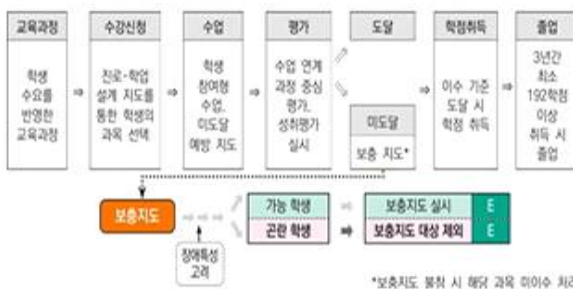 교육과정
학생
수요를
반영한
교육과정
수강신청
진로-학업
설계 지도를
통한 학생의
과목 선택
수업
학생
참여형
수업,
미도달
예방 지도
평가
수업 연계
과정 중심
평가,
성취평가
실시
도달
미도달
보충 지도*
학점취득
이수 기준
도달 시
학점 취득
졸업
3년간
최소
192학점
이상
취득 시
졸업
보충지도
장애특성
고려
가능 학생
보충지도 실시
E
곤란 학생
보충지도 대상 제외
E
*보충지도 불참 시 해당 과목 미이수 처리